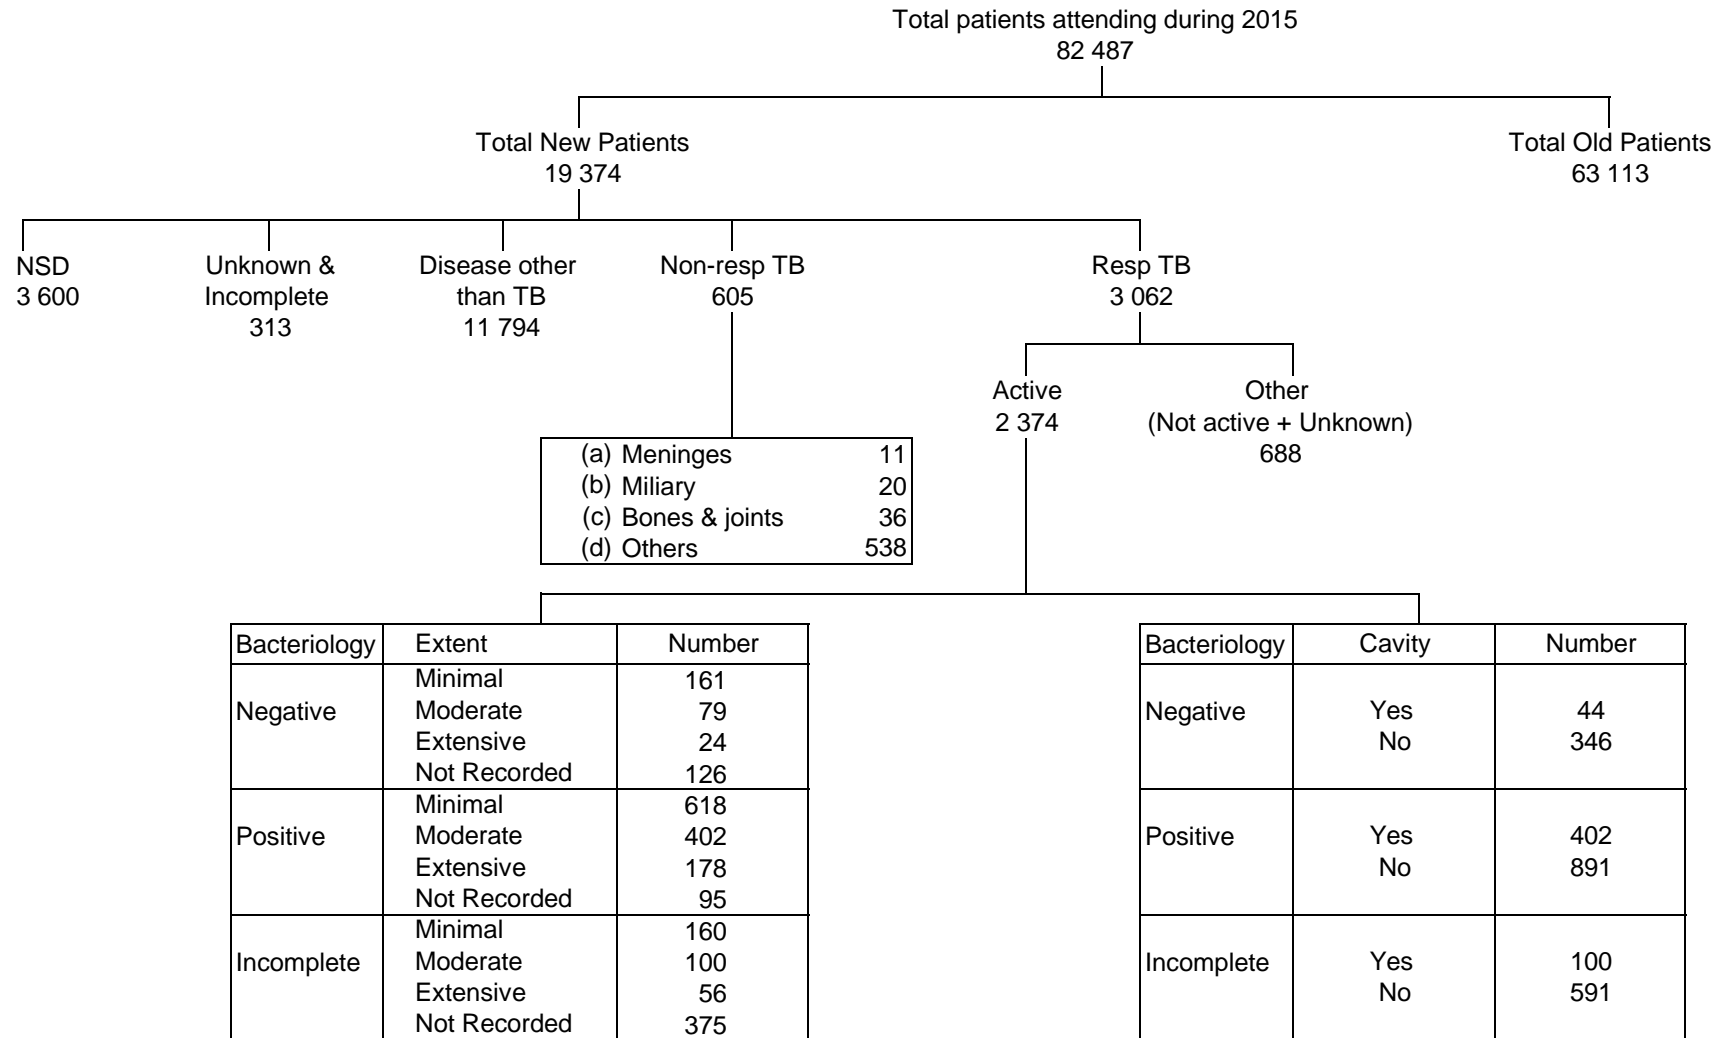 Total patients attending during 2015
82 487
Total New Patients
19 374
Total Old Patients
63 113
NSD
3 600
Unknown &
Incomplete
313
Disease other
than TB
11 794
Non-resp TB
605
Resp TB
3 062
Active
2 374
Other
(Not active + Unknown)
688
(a) Meninges 11
(b) Miliary 20
(c) Bones & joints 36
(d) Others 538
Bacteriology Extent Number
Minimal 161
Negative Moderate 79
Extensive 24
Not Recorded 126
Minimal 618
Positive Moderate 402
Extensive 178
Not Recorded 95
Minimal 160
Incomplete Moderate 100
Extensive 56
Not Recorded 375
Bacteriology Cavity Number
Negative Yes 44
No 346
Positive Yes 402
No 891
Incomplete Yes 100
No 591